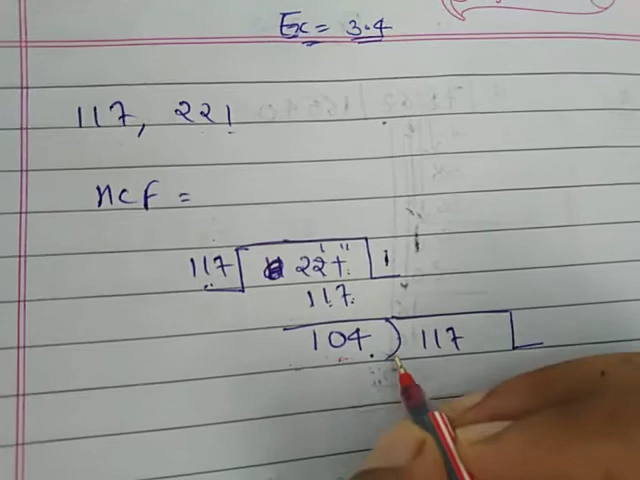 Ex = 3.4
117, 221
HCF =
117 221 1
117
104 ) 117